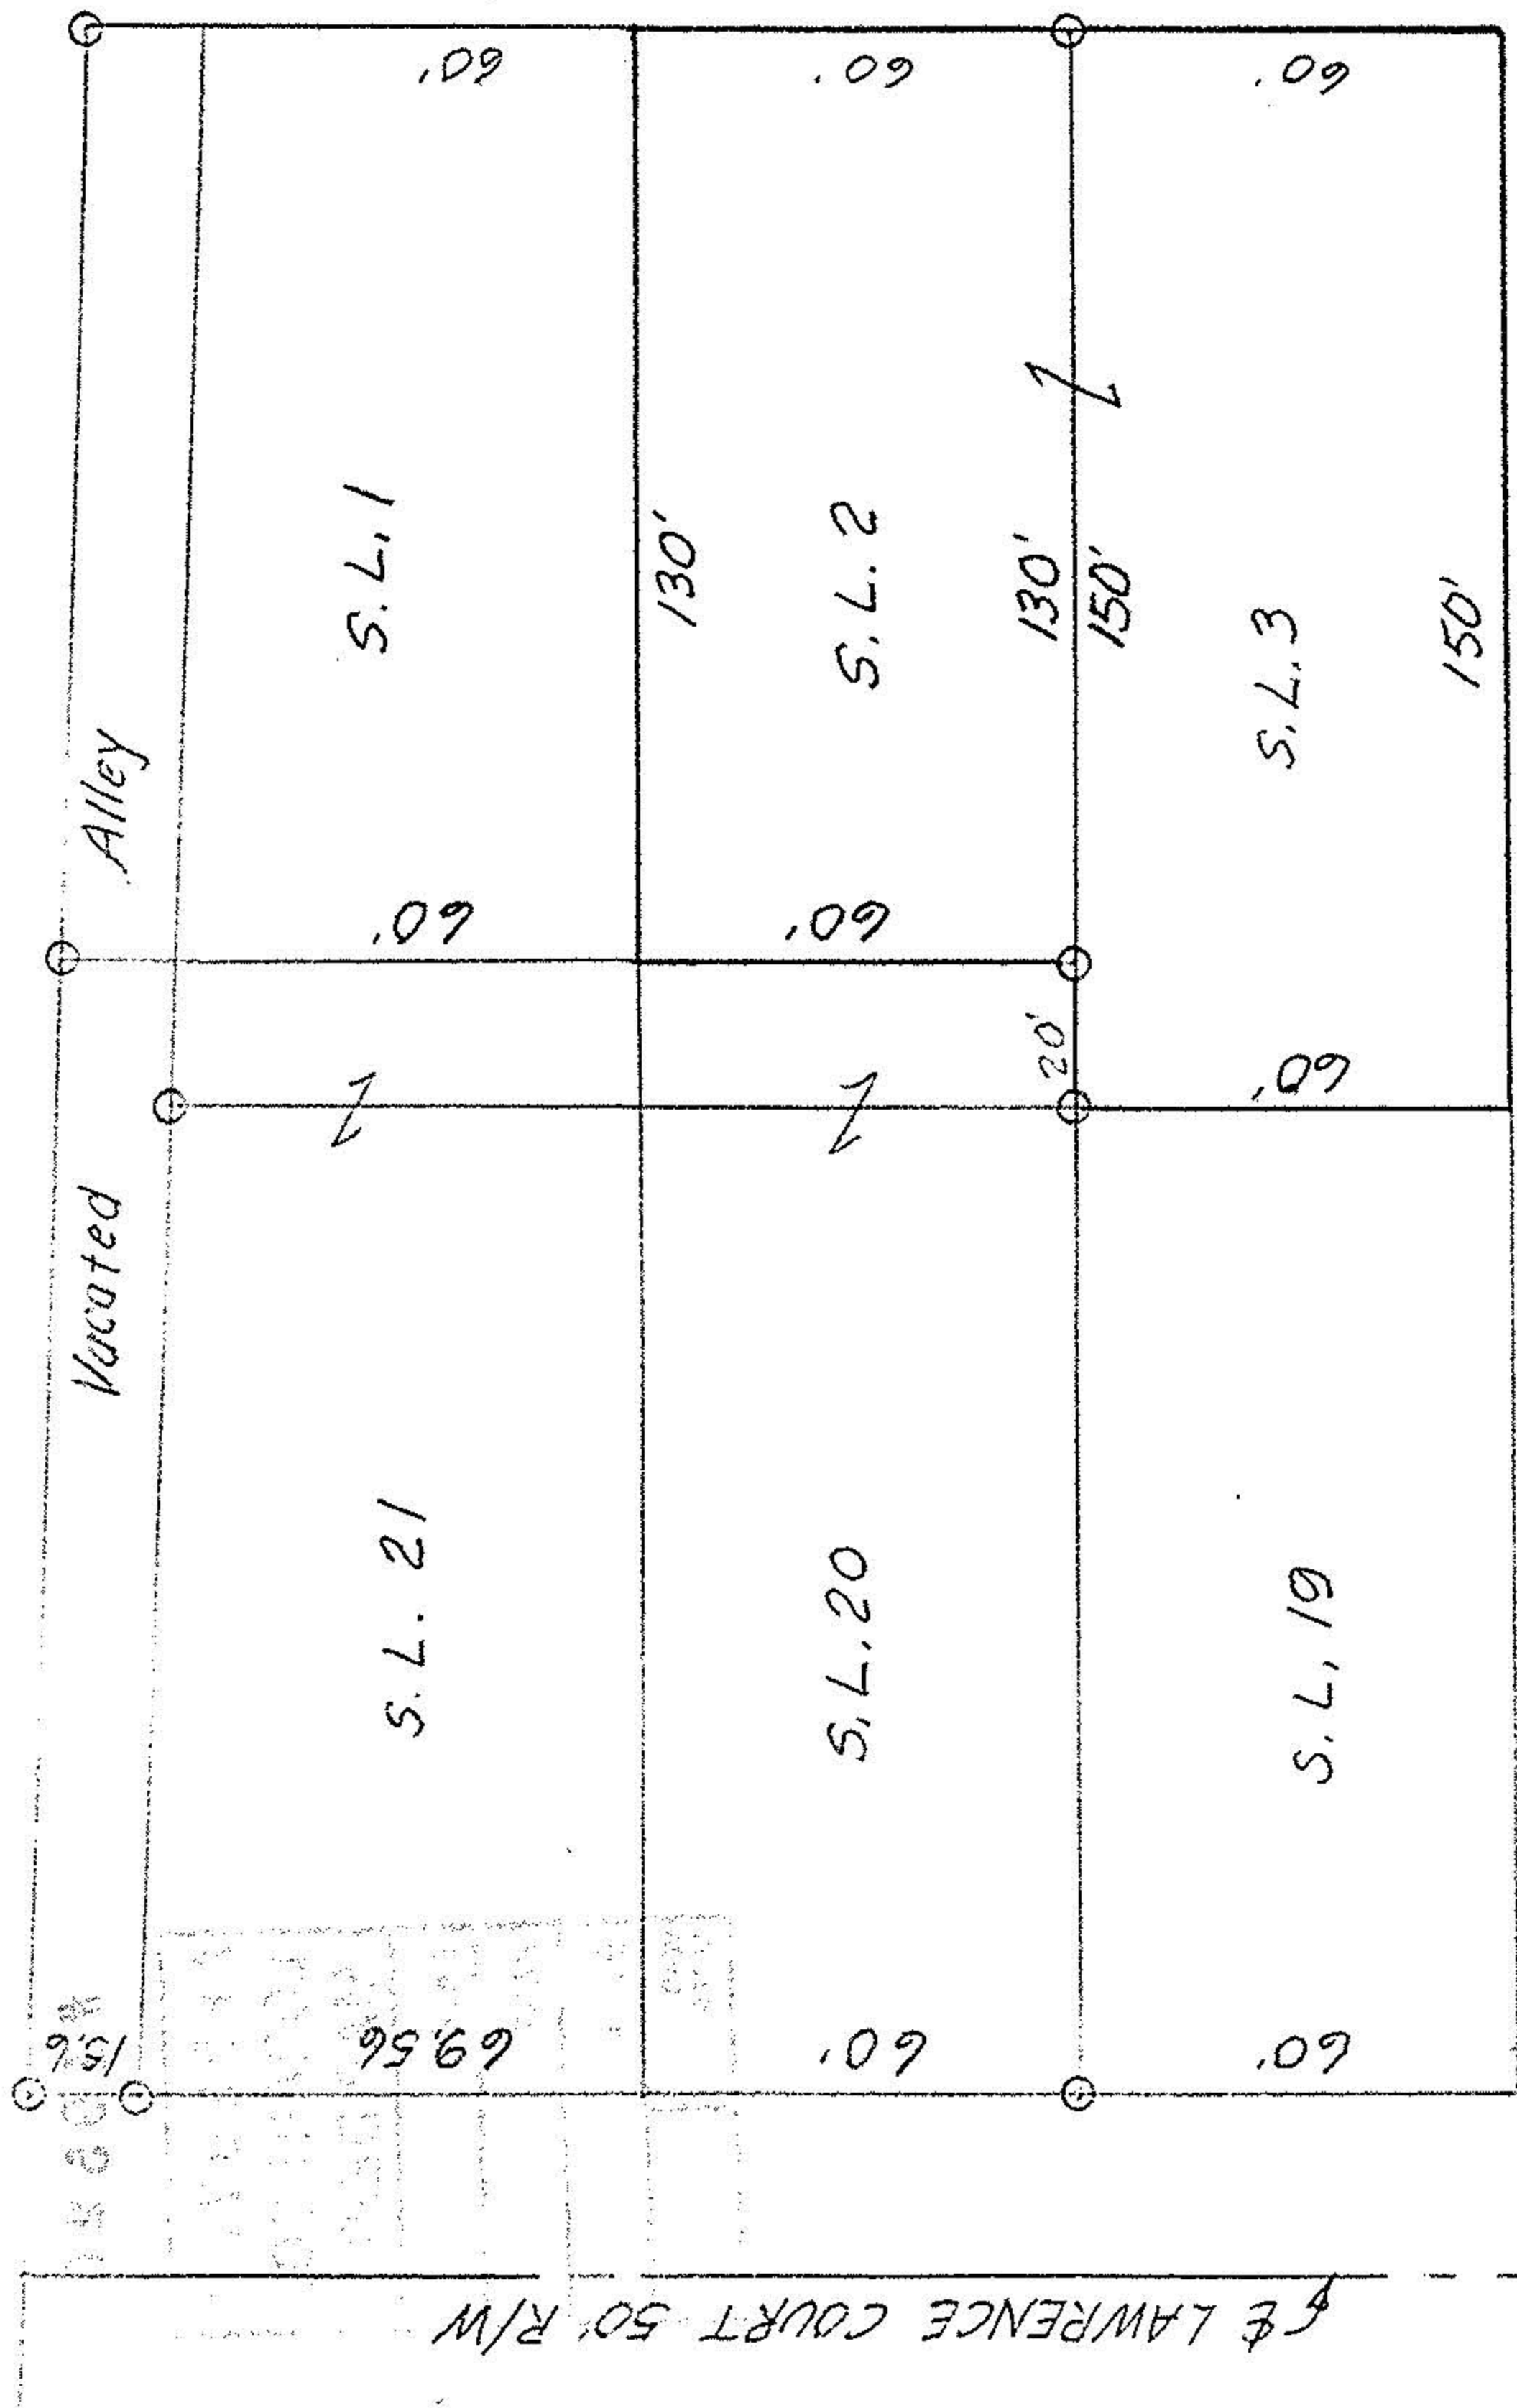 Vacated Alley
15.6
S. L. 21
69.56
S. L. 1
60'
60'
130'
S. L. 20
60'
S. L. 2
60'
60'
20'
130'
150'
S. L. 19
60'
S. L. 3
60'
60'
150'
℄ LAWRENCE COURT 50' R/W